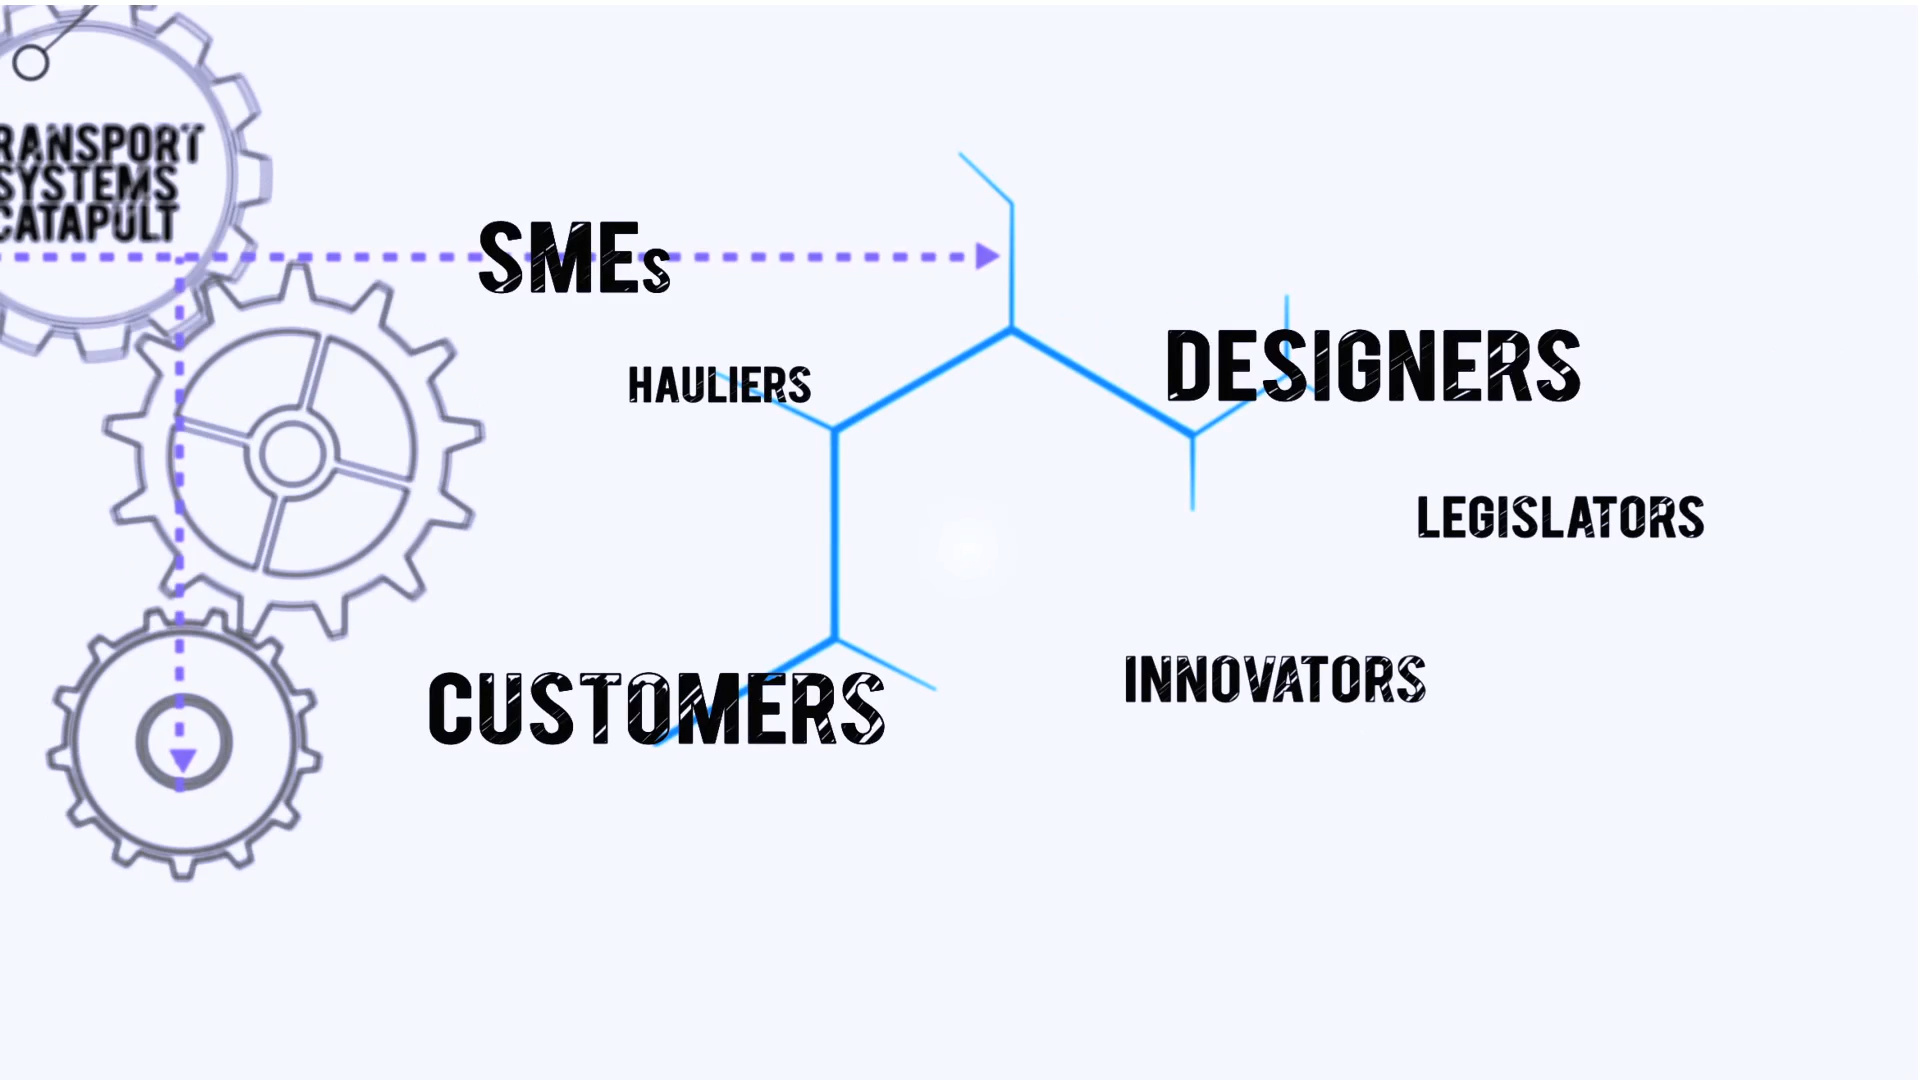 RANSPORT
SYSTEMS
CATAPULT
SMEs
HAULIERS
DESIGNERS
LEGISLATORS
INNOVATORS
CUSTOMERS